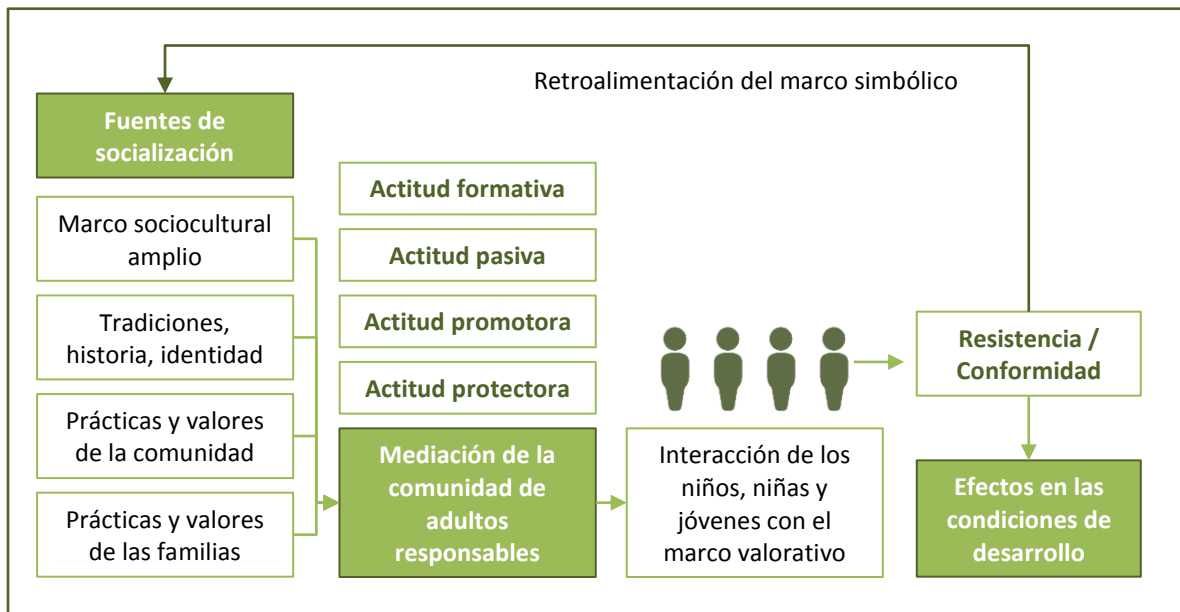 Retroalimentación del marco simbólico
Fuentes de
socialización
Marco sociocultural
amplio
Tradiciones,
historia, identidad
Prácticas y valores
de la comunidad
Prácticas y valores
de las familias
Actitud formativa
Actitud pasiva
Actitud promotora
Actitud protectora
Mediación de la
comunidad de
adultos
responsables
Interacción de los
niños, niñas y
jóvenes con el
marco valorativo
Resistencia /
Conformidad
Efectos en las
condiciones de
desarrollo